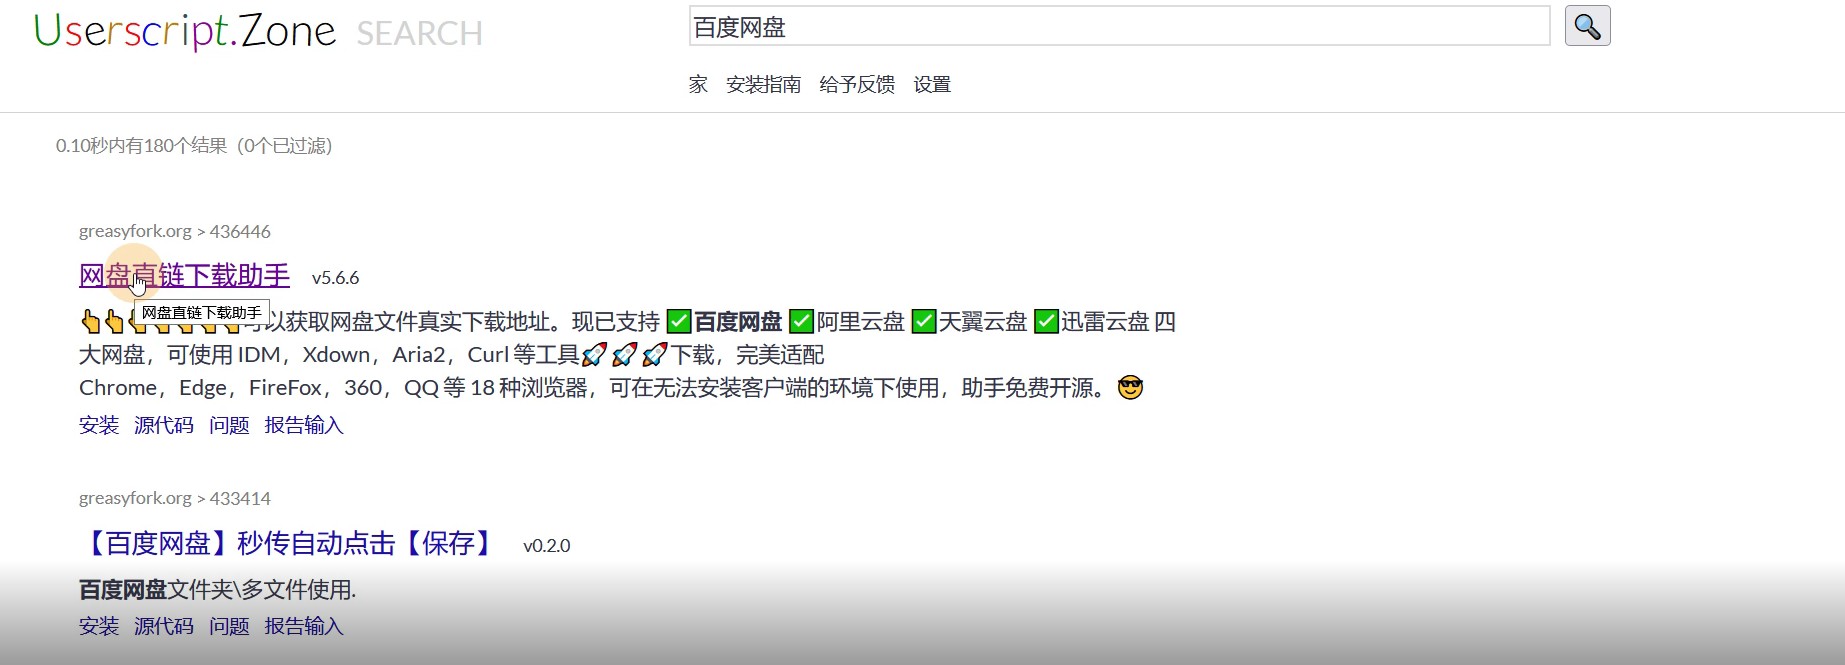 Userscript.Zone SEARCH
百度网盘
家 安装指南 给予反馈 设置
0.10秒内有180个结果（0个已过滤）
greasyfork.org > 436446
网盘直链下载助手 v5.6.6
网盘直链下载助手
👆👆👆👆👆👆👆可以获取网盘文件真实下载地址。现已支持 ✅百度网盘 ✅阿里云盘 ✅天翼云盘 ✅迅雷云盘 四
大网盘，可使用 IDM，Xdown，Aria2，Curl 等工具🚀🚀🚀下载，完美适配
Chrome，Edge，FireFox，360，QQ 等 18 种浏览器，可在无法安装客户端的环境下使用，助手免费开源。😎
安装 源代码 问题 报告输入
greasyfork.org > 433414
【百度网盘】秒传自动点击【保存】 v0.2.0
百度网盘文件夹\多文件使用.
安装 源代码 问题 报告输入